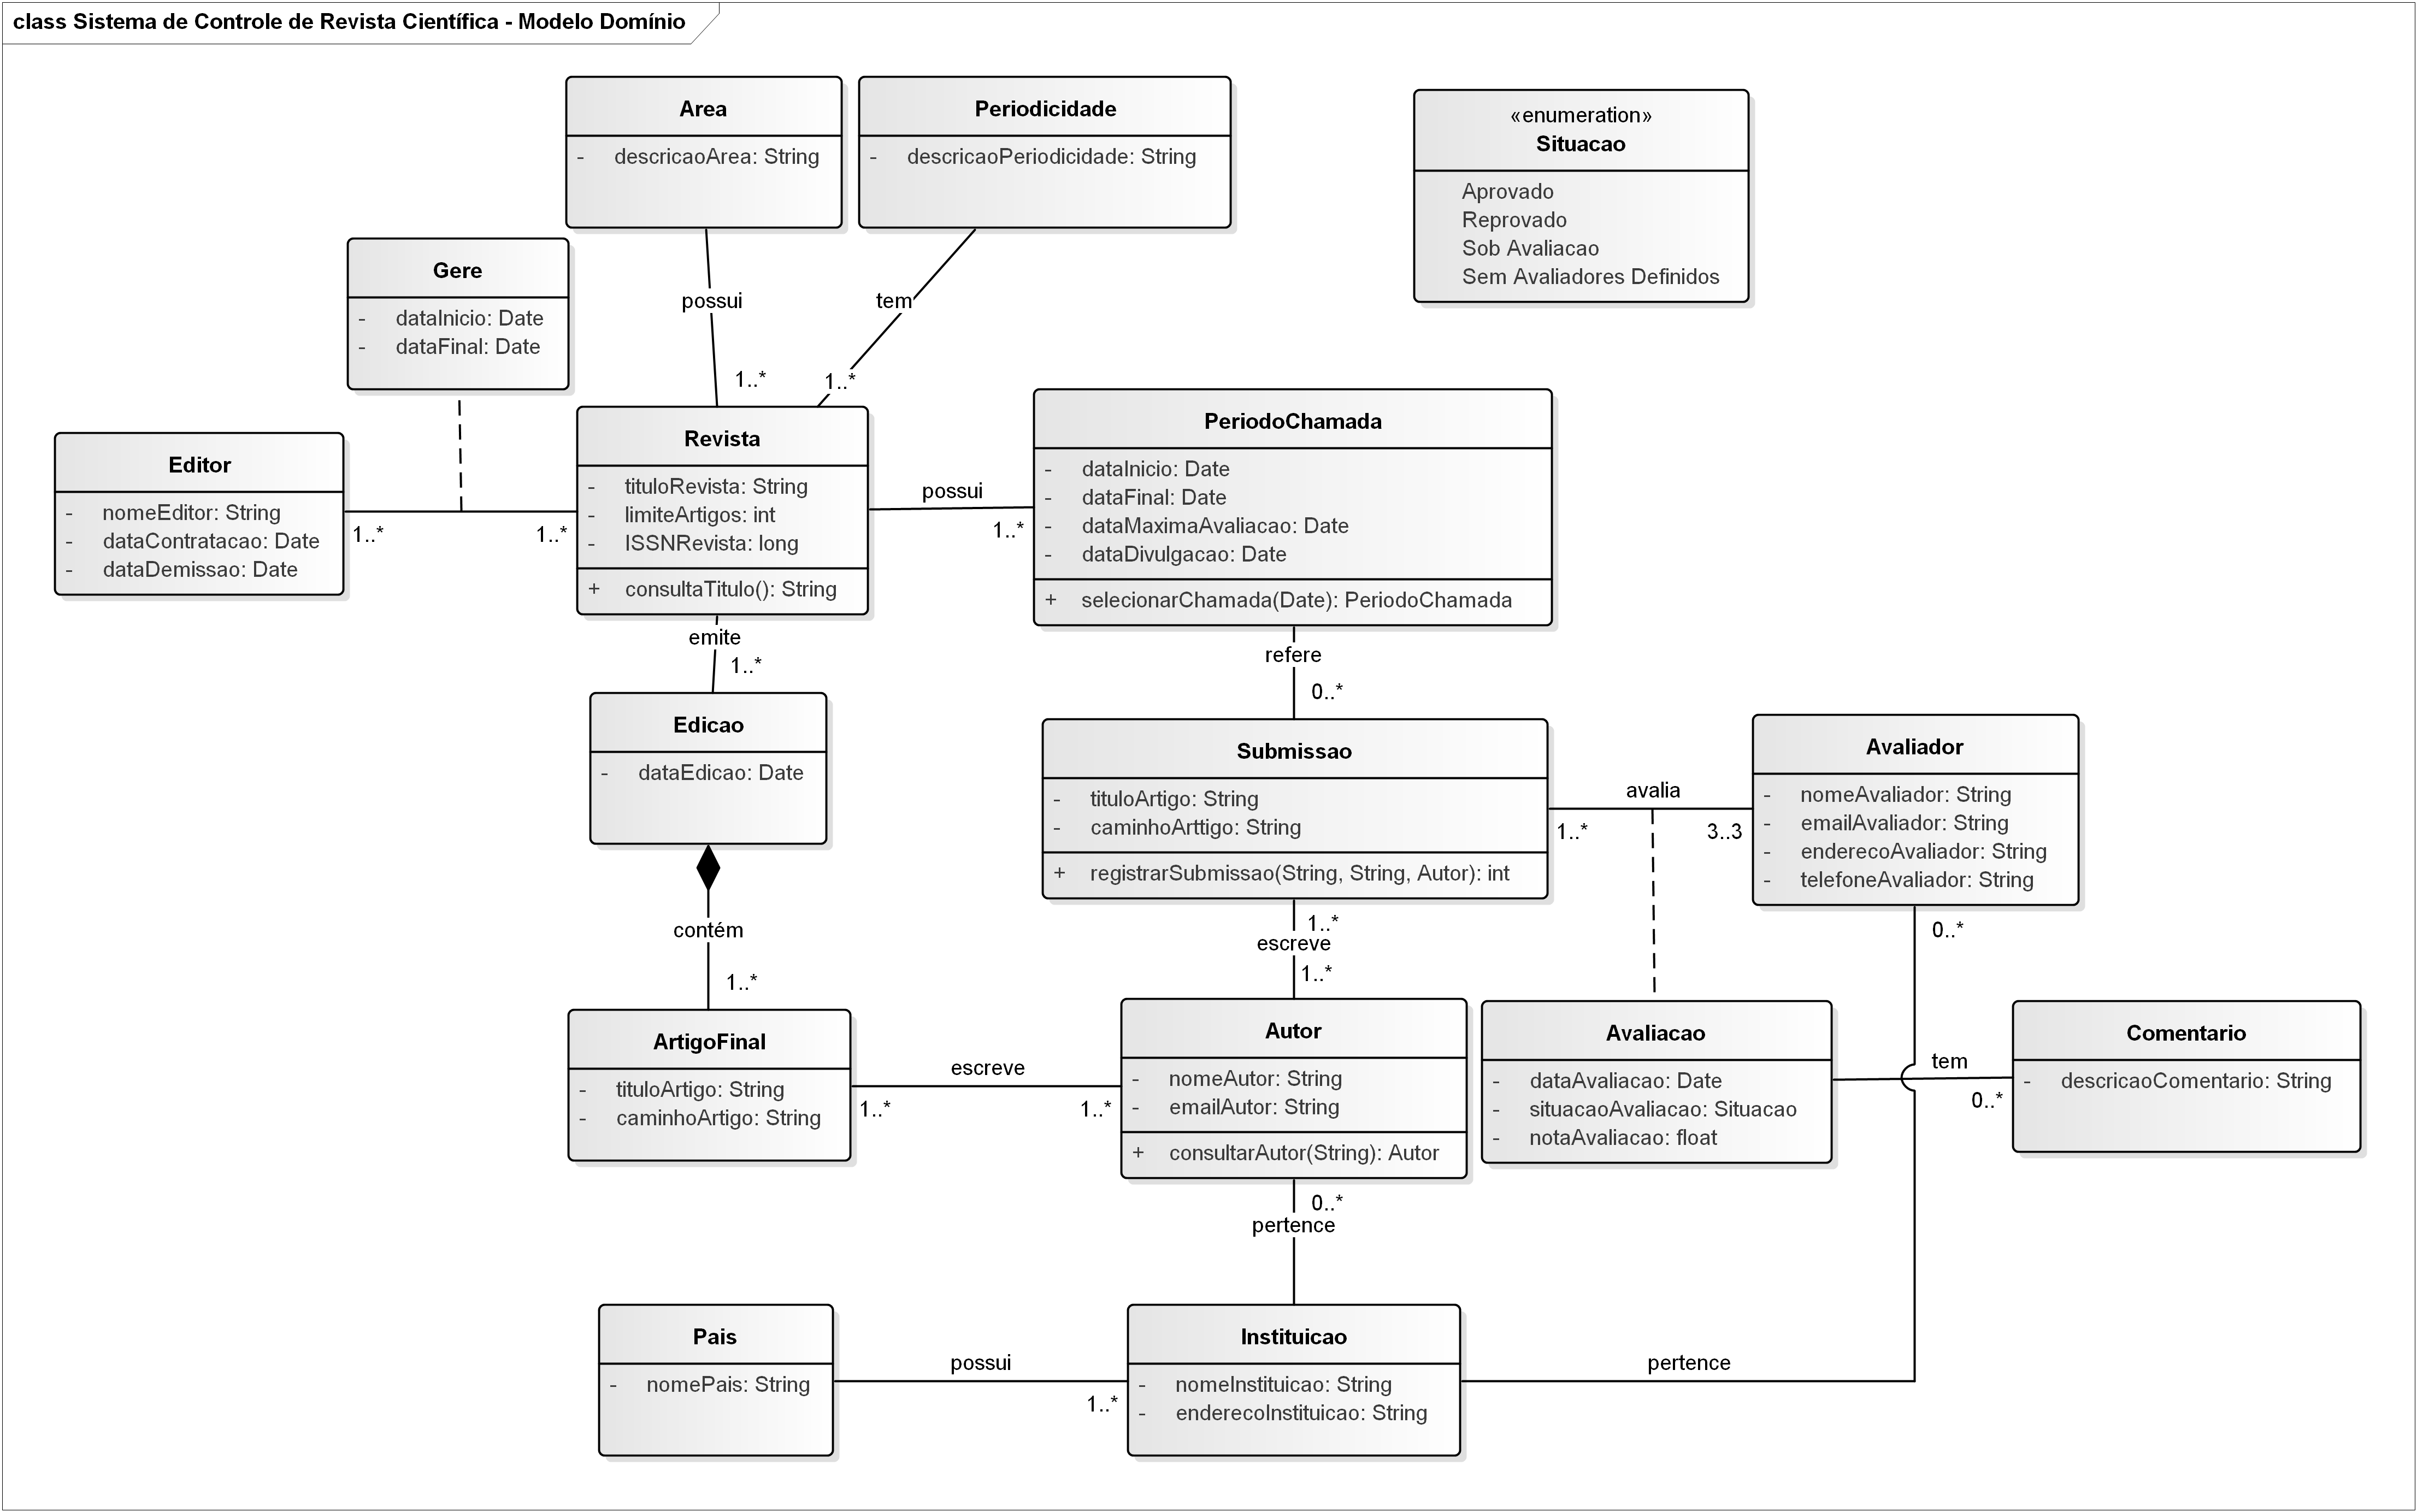 class Sistema de Controle de Revista Científica - Modelo Domínio
Area
- descricaoArea: String
Periodicidade
- descricaoPeriodicidade: String
«enumeration»
Situacao
Aprovado
Reprovado
Sob Avaliacao
Sem Avaliadores Definidos
Gere
- dataInicio: Date
- dataFinal: Date
possui
tem
1..*
1..*
Editor
- nomeEditor: String
- dataContratacao: Date
- dataDemissao: Date
1..*
1..*
Revista
- tituloRevista: String
- limiteArtigos: int
- ISSNRevista: long
+ consultaTitulo(): String
possui
1..*
PeriodoChamada
- dataInicio: Date
- dataFinal: Date
- dataMaximaAvaliacao: Date
- dataDivulgacao: Date
+ selecionarChamada(Date): PeriodoChamada
emite
1..*
refere
0..*
Edicao
- dataEdicao: Date
Submissao
- tituloArtigo: String
- caminhoArttigo: String
+ registrarSubmissao(String, String, Autor): int
avalia
1..*
3..3
Avaliador
- nomeAvaliador: String
- emailAvaliador: String
- enderecoAvaliador: String
- telefoneAvaliador: String
contém
1..*
1..*
escreve
1..*
0..*
ArtigoFinal
- tituloArtigo: String
- caminhoArtigo: String
escreve
1..*
1..*
Autor
- nomeAutor: String
- emailAutor: String
+ consultarAutor(String): Autor
Avaliacao
- dataAvaliacao: Date
- situacaoAvaliacao: Situacao
- notaAvaliacao: float
tem
0..*
Comentario
- descricaoComentario: String
0..*
pertence
Pais
- nomePais: String
possui
1..*
Instituicao
- nomeInstituicao: String
- enderecoInstituicao: String
pertence